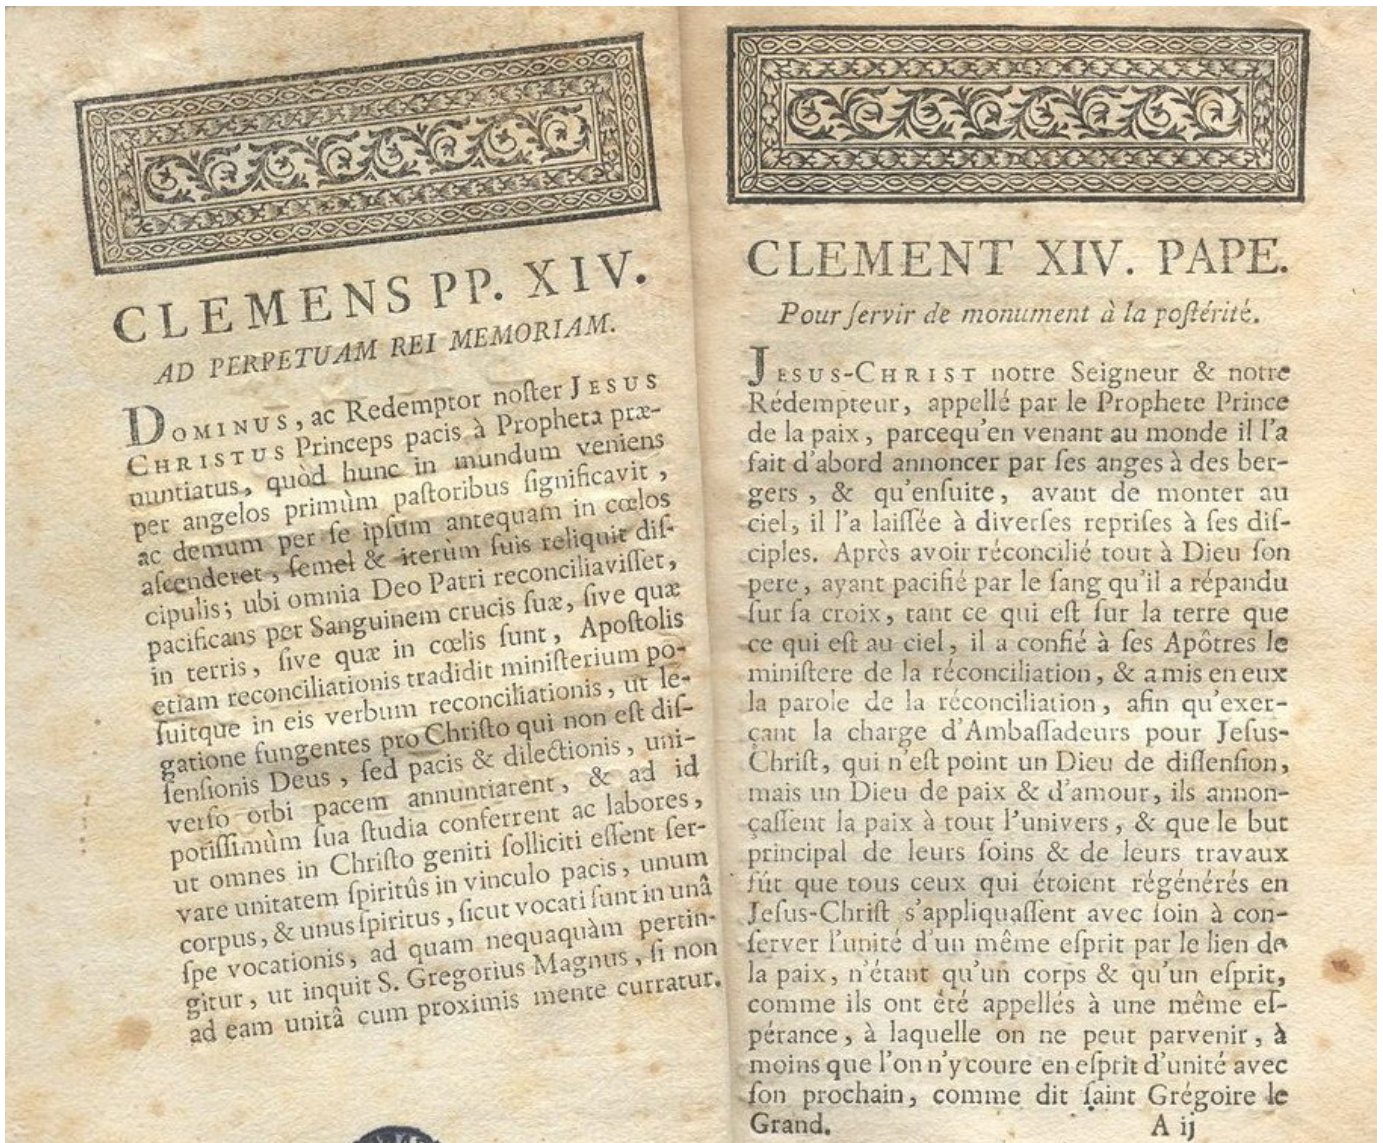 CLEMENS PP. XIV.
AD PERPETUAM REI MEMORIAM.
DOMINUS, ac Redemptor noſter JESUS
CHRISTUS Princeps pacis à Propheta præ-
nuntiatus, quòd hunc in mundum veniens
per angelos primùm paſtoribus ſignificavit,
ac demum per ſe ipſum antequam in cœlos
aſcenderet, ſemel & iterùm ſuis reliquit diſ-
cipulis; ubi omnia Deo Patri reconciliaviſſet,
pacificans per Sanguinem crucis ſuæ, ſive quæ
in terris, ſive quæ in cœlis ſunt, Apoſtolis
etiam reconciliationis tradidit miniſterium po-
ſuitque in eis verbum reconciliationis, ut le-
gatione fungentes pro Chriſto qui non eſt diſ-
ſenſionis Deus, ſed pacis & dilectionis, uni-
verſo orbi pacem annuntiarent, & ad id
potiſſimùm ſua ſtudia conferrent ac labores,
ut omnes in Chriſto geniti ſolliciti eſſent ſer-
vare unitatem ſpiritûs in vinculo pacis, unum
corpus, & unus ſpiritus, ſicut vocati ſunt in unâ
ſpe vocationis, ad quam nequaquàm pertin-
gitur, ut inquit S. Gregorius Magnus, ſi non
ad eam unitâ cum proximis mente curratur.
CLEMENT XIV. PAPE.
Pour ſervir de monument à la poſtérité.
JESUS-CHRIST notre Seigneur & notre
Rédempteur, appellé par le Prophete Prince
de la paix, parcequ'en venant au monde il l'a
fait d'abord annoncer par ſes anges à des ber-
gers, & qu'enſuite, avant de monter au
ciel, il l'a laiſſée à diverſes repriſes à ſes diſ-
ciples. Après avoir réconcilié tout à Dieu ſon
pere, ayant pacifié par le ſang qu'il a répandu
ſur ſa croix, tant ce qui eſt ſur la terre que
ce qui eſt au ciel, il a confié à ſes Apôtres le
miniſtere de la réconciliation, & a mis en eux
la parole de la réconciliation, afin qu'exer-
çant la charge d'Ambaſſadeurs pour Jeſus-
Chriſt, qui n'eſt point un Dieu de diſſenſion,
mais un Dieu de paix & d'amour, ils annon-
çaſſent la paix à tout l'univers, & que le but
principal de leurs ſoins & de leurs travaux
fût que tous ceux qui étoient régénérés en
Jeſus-Chriſt s'appliquaſſent avec ſoin à con-
ſerver l'unité d'un même eſprit par le lien de
la paix, n'étant qu'un corps & qu'un eſprit,
comme ils ont été appellés à une même eſ-
pérance, à laquelle on ne peut parvenir, à
moins que l'on n'y coure en eſprit d'unité avec
ſon prochain, comme dit ſaint Grégoire le
Grand.
A ij